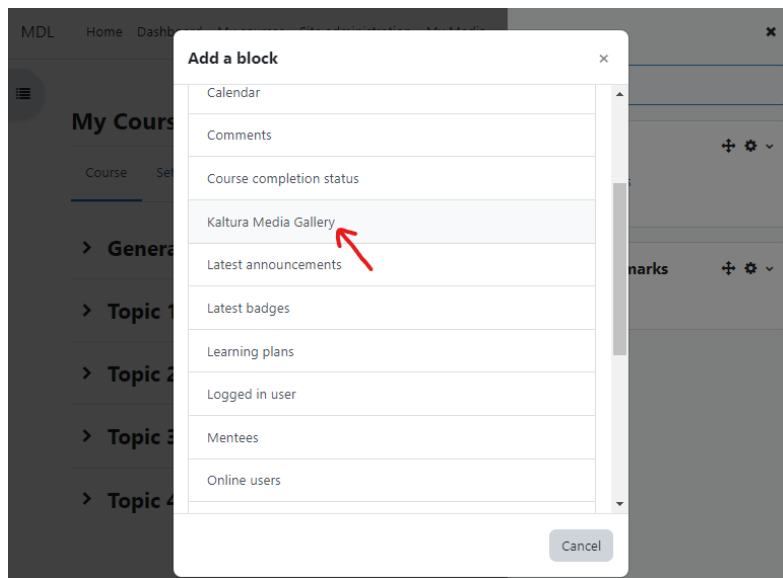 MDL Home Dashb
Add a block
Calendar
My Cours
Comments
Course Set
Course completion status
Kaltura Media Gallery
Genera
Latest announcements
marks
Topic 1
Latest badges
Learning plans
Topic 2
Logged in user
Topic 3
Mentees
Online users
Topic 4
Cancel